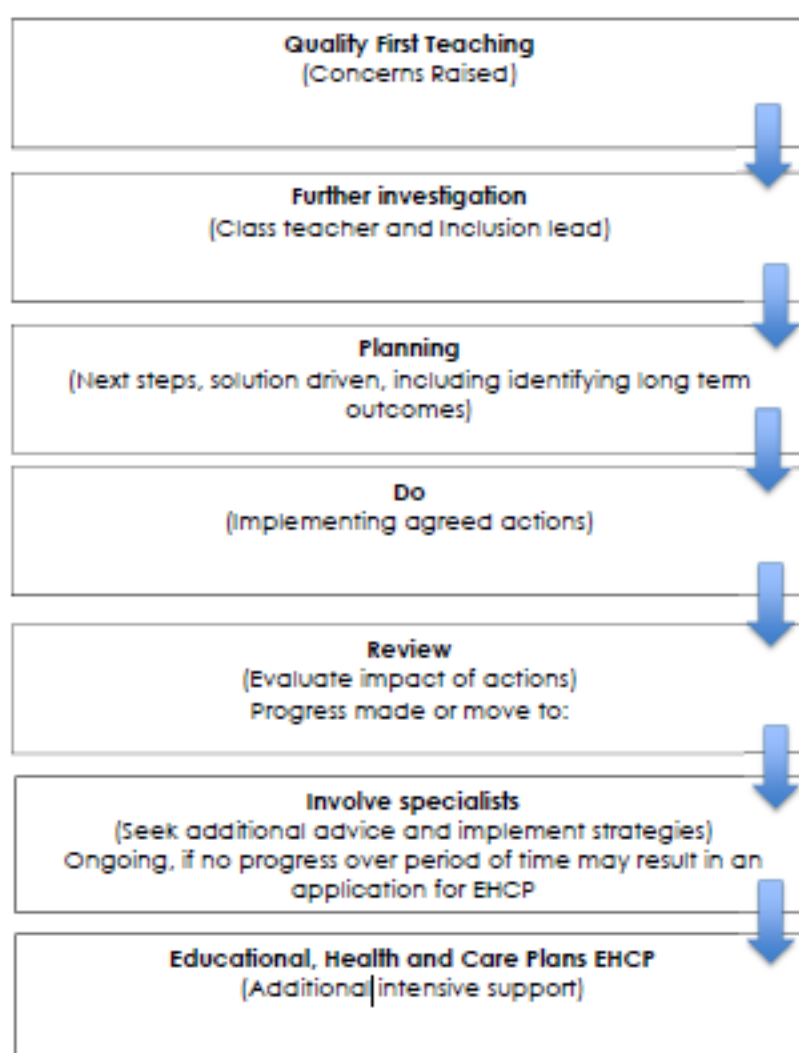 Quality First Teaching
(Concerns Raised)
Further investigation
(Class teacher and Inclusion lead)
Planning
(Next steps, solution driven, including identifying long term
outcomes)
Do
(Implementing agreed actions)
Review
(Evaluate impact of actions)
Progress made or move to:
Involve specialists
(Seek additional advice and implement strategies)
Ongoing, if no progress over period of time may result in an
application for EHCP
Educational, Health and Care Plans EHCP
(Additional intensive support)